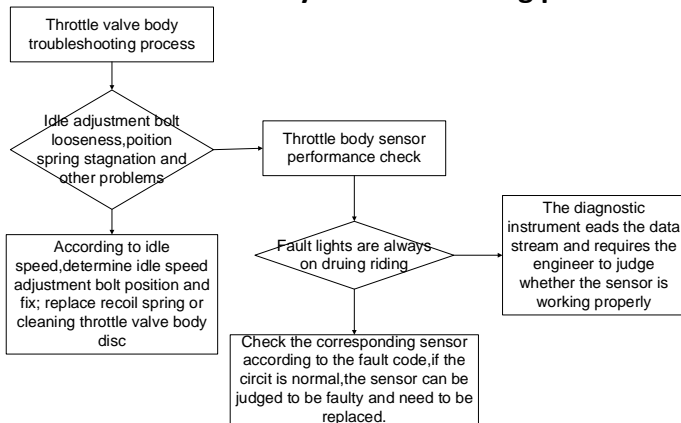 Throttle valve body
troubleshooting process
Idle adjustment bolt
looseness,poition
spring stagnation and
other problems
Throttle body sensor
performance check
According to idle
speed,determine idle speed
adjustment bolt position and
fix; replace recoil spring or
cleaning throttle valve body
disc
Fault lights are always
on druing riding
The diagnostic
instrument eads the data
stream and requires the
engineer to judge
whether the sensor is
working properly
Check the corresponding sensor
according to the fault code,if the
circit is normal,the sensor can be
judged to be faulty and need to be
replaced.